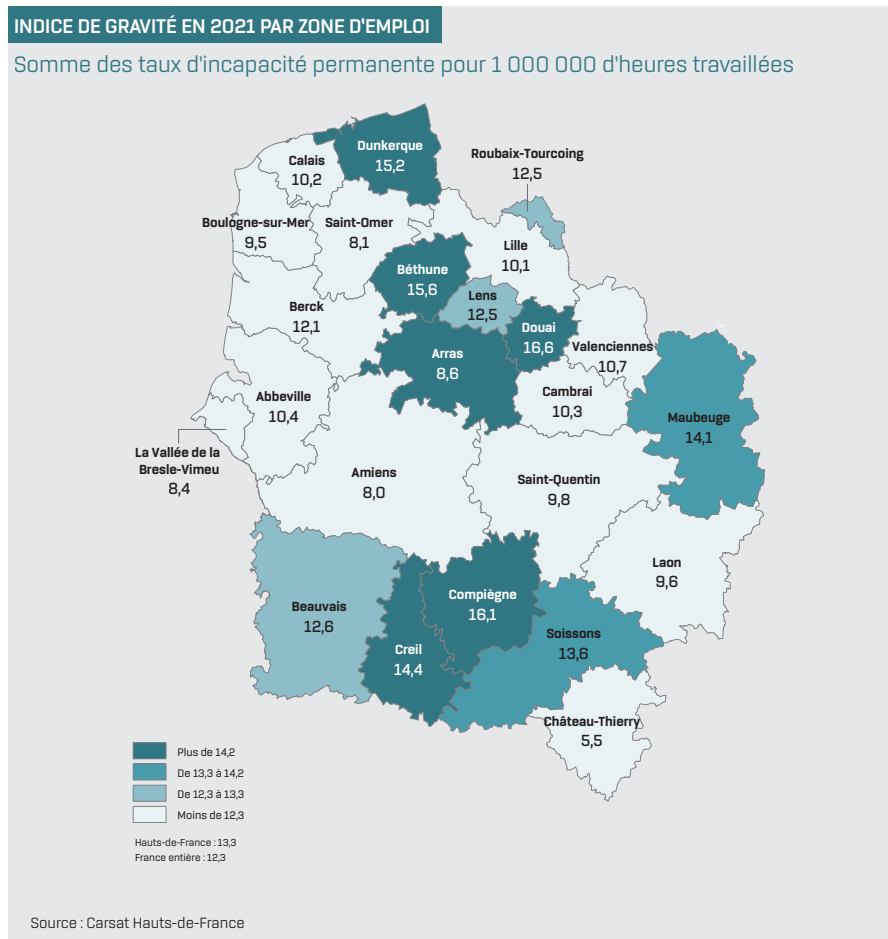 INDICE DE GRAVITÉ EN 2021 PAR ZONE D'EMPLOI
Somme des taux d'incapacité permanente pour 1 000 000 d'heures travaillées
Dunkerque
15,2
Calais
10,2
Roubaix-Tourcoing
12,5
Boulogne-sur-Mer
9,5
Saint-Omer
8,1
Lille
10,1
Béthune
15,6
Lens
12,5
Berck
12,1
Douai
16,6
Valenciennes
10,7
Arras
8,6
Cambrai
10,3
Abbeville
10,4
Maubeuge
14,1
La Vallée de la
Bresle-Vimeu
8,4
Amiens
8,0
Saint-Quentin
9,8
Laon
9,6
Compiègne
16,1
Beauvais
12,6
Creil
14,4
Soissons
13,6
Château-Thierry
5,5
Plus de 14,2
De 13,3 à 14,2
De 12,3 à 13,3
Moins de 12,3
Hauts-de-France : 13,3
France entière : 12,3
Source : Carsat Hauts-de-France